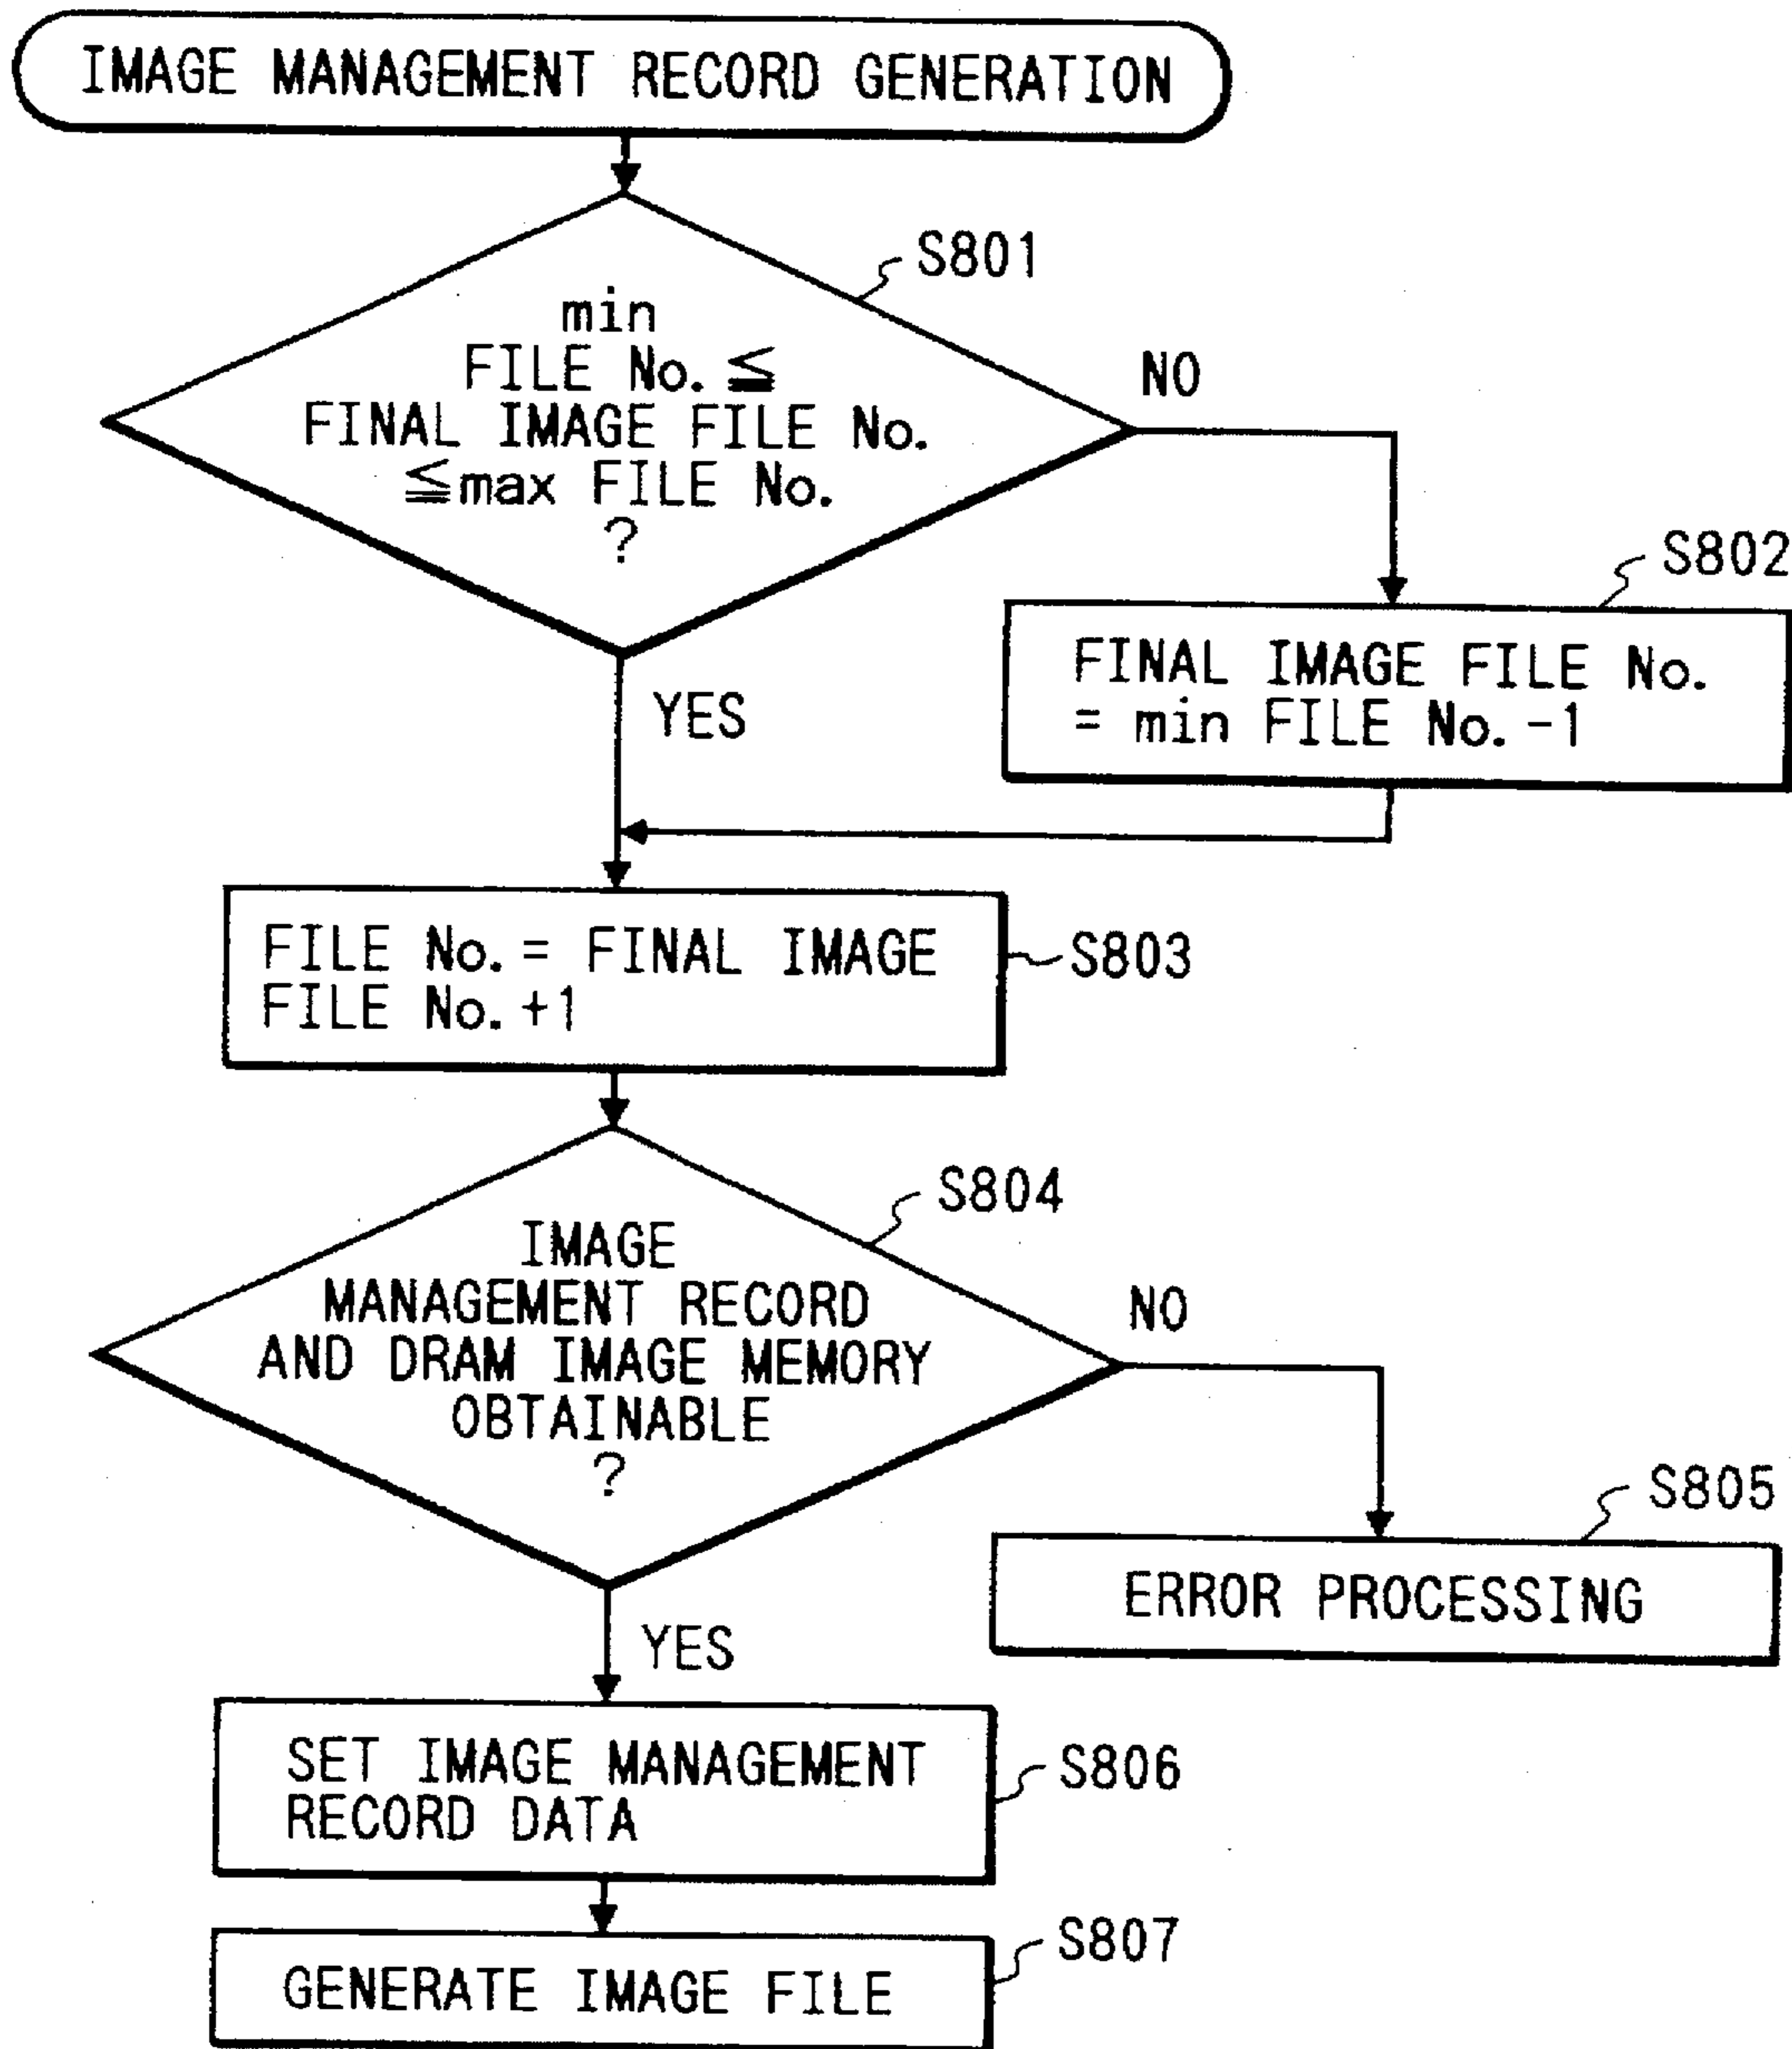 IMAGE MANAGEMENT RECORD GENERATION
S801
min
FILE No. ≦
FINAL IMAGE FILE No.
≦max FILE No.
?
NO
YES
S802
FINAL IMAGE FILE No.
= min FILE No. -1
FILE No. = FINAL IMAGE
FILE No. +1
S803
S804
IMAGE
MANAGEMENT RECORD
AND DRAM IMAGE MEMORY
OBTAINABLE
?
NO
YES
S805
ERROR PROCESSING
SET IMAGE MANAGEMENT
RECORD DATA
S806
GENERATE IMAGE FILE
S807